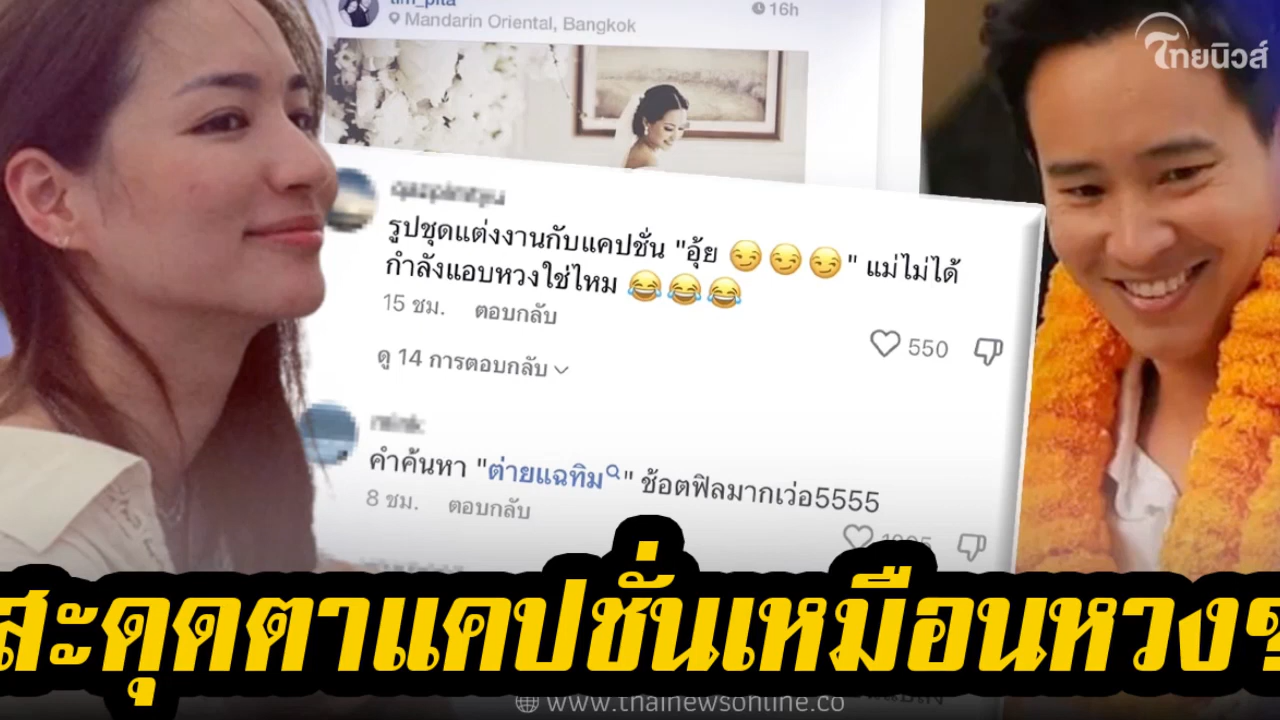 tim_pita
Mandarin Oriental, Bangkok
16h
ไทยนิวส์
รูปชุดแต่งงานกับแคปชั่น "อุ้ย 😏😏😏" แม่ไม่ได้
กำลังแอบหวงใช่ไหม 😂😂😂
15 ชม. ตอบกลับ
550
ดู 14 การตอบกลับ
คำค้นหา "ต่ายแฉทิม" ช้อตฟิลมากเว่อ5555
8 ชม. ตอบกลับ
สะดุดตาแคปชั่นเหมือนหวงๆ
www.thainewsonline.co